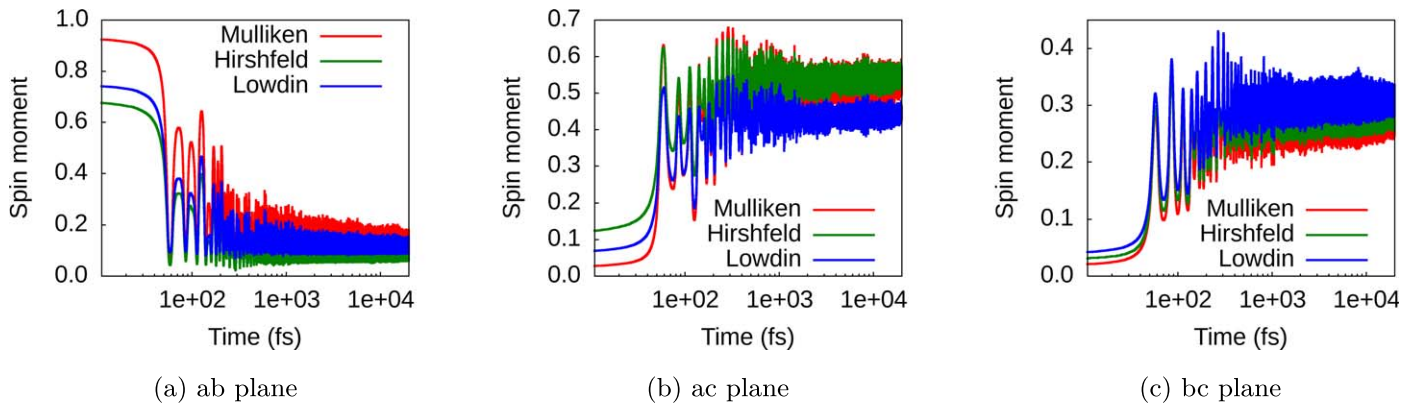 Spin moment
1.0
0.8
0.6
0.4
0.2
0.0
Mulliken
Hirshfeld
Lowdin
1e+02 1e+03 1e+04
Time (fs)
(a) ab plane
Spin moment
0.7
0.6
0.5
0.4
0.3
0.2
0.1
0.0
Mulliken
Hirshfeld
Lowdin
1e+02 1e+03 1e+04
Time (fs)
(b) ac plane
Spin moment
0.4
0.3
0.2
0.1
0.0
Mulliken
Hirshfeld
Lowdin
1e+02 1e+03 1e+04
Time (fs)
(c) bc plane